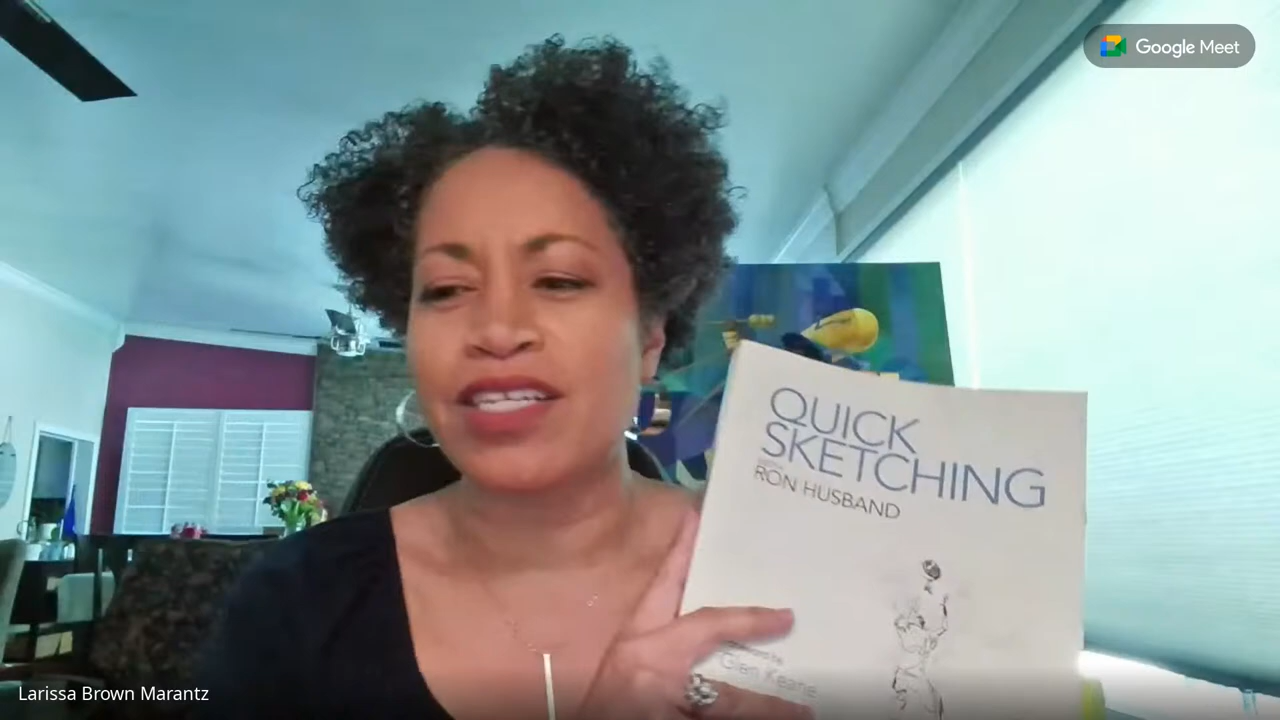 Google Meet
QUICK
SKETCHING
RON HUSBAND
Glen Keane
Larissa Brown Marantz